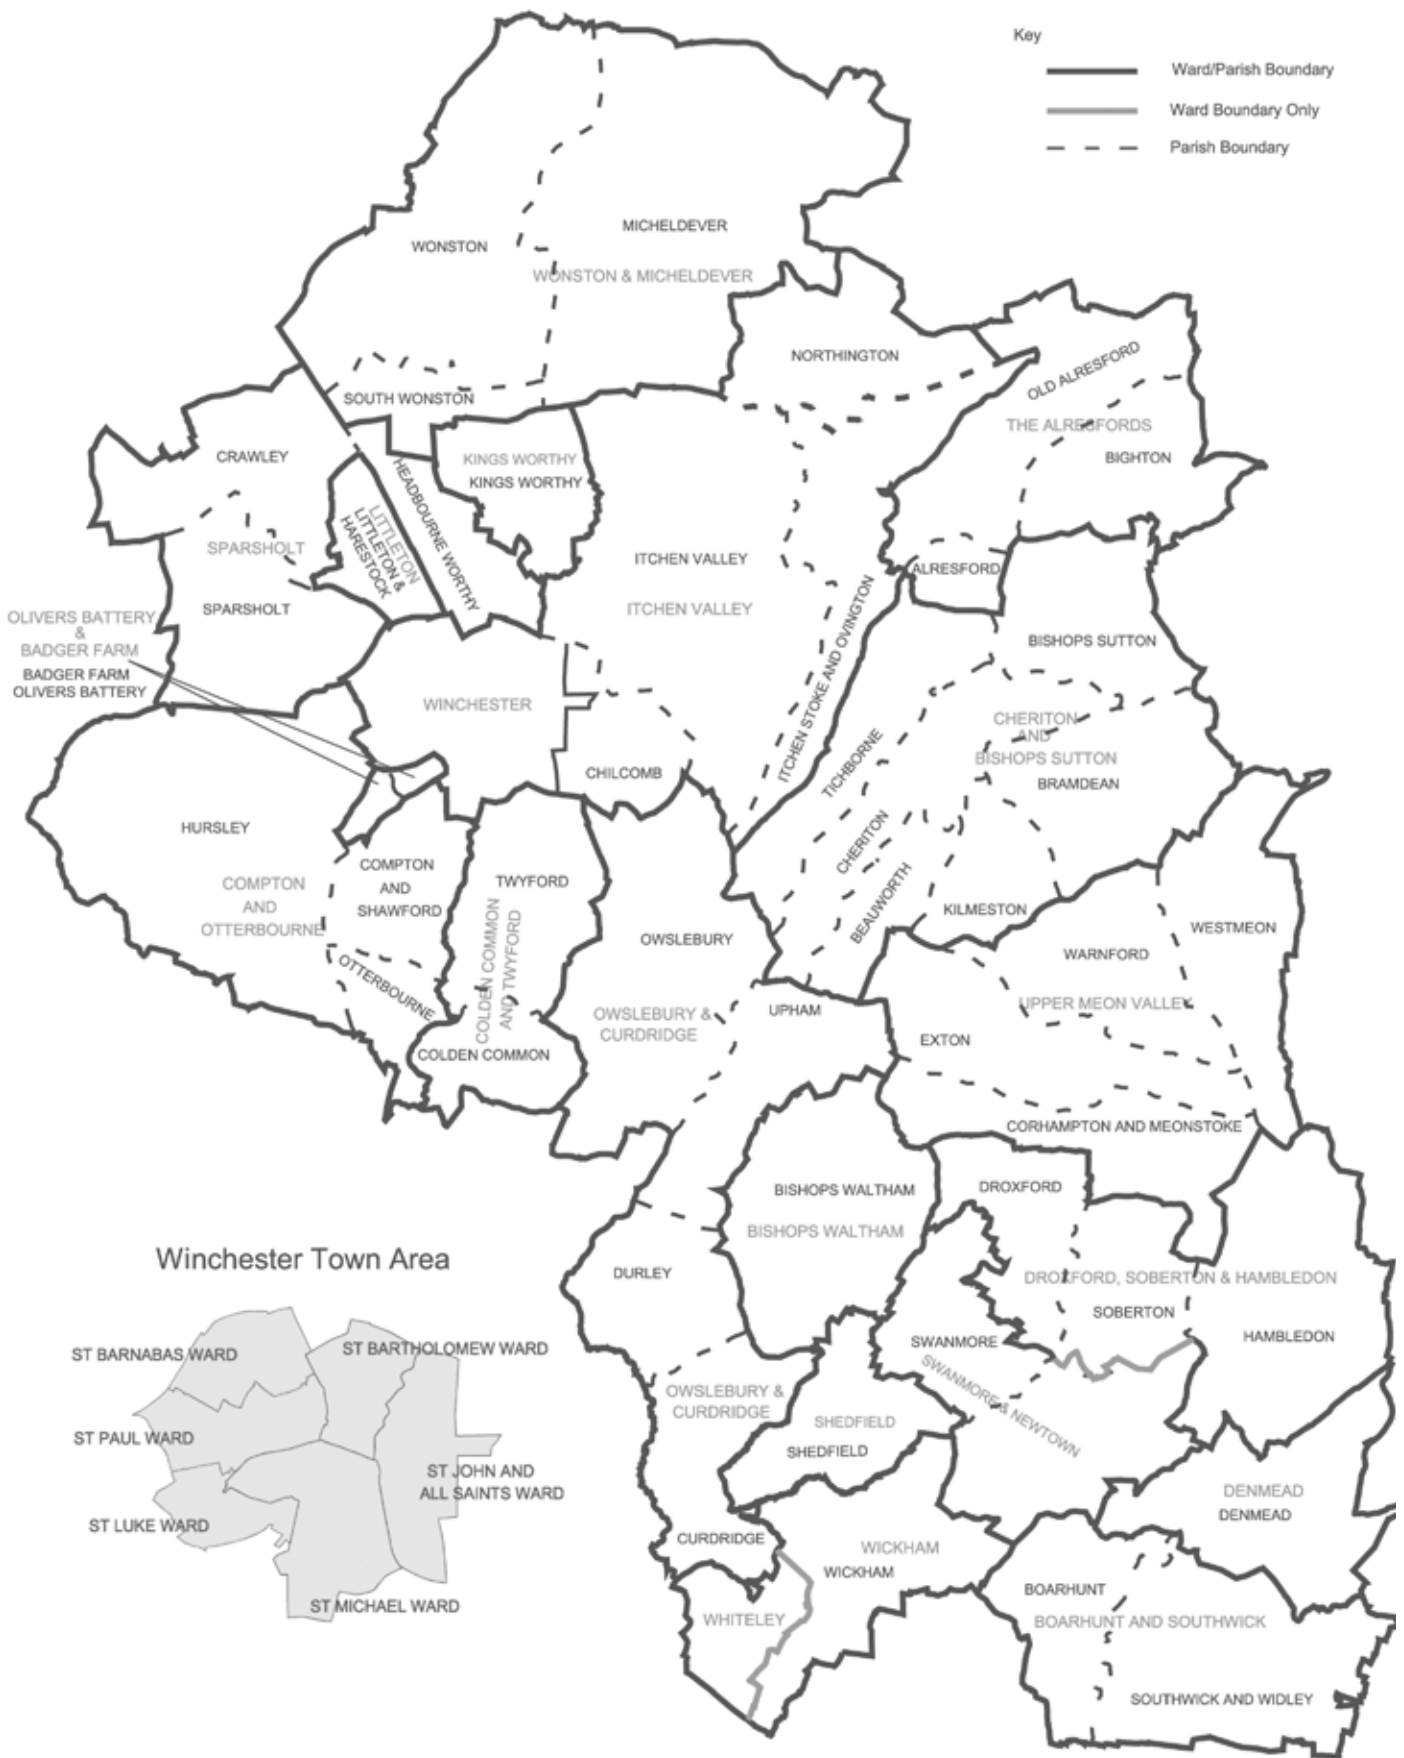 Key
Ward/Parish Boundary
Ward Boundary Only
Parish Boundary
MICHELDEVER
WONSTON
WONSTON & MICHELDEVER
NORTHINGTON
OLD ALRESFORD
SOUTH WONSTON
THE ALRESFORDS
CRAWLEY
KINGS WORTHY
KINGS WORTHY
BIGHTON
HEADBOURNE WORTHY
LITTLETON
LITTLETON &
HARESTOCK
SPARSHOLT
ITCHEN VALLEY
ALRESFORD
SPARSHOLT
ITCHEN VALLEY
OLIVERS BATTERY
&
BADGER FARM
BADGER FARM
OLIVERS BATTERY
BISHOPS SUTTON
ITCHEN STOKE AND OVINGTON
WINCHESTER
CHERITON
AND
BISHOPS SUTTON
TICHBORNE
CHILCOMB
BRAMDEAN
HURSLEY
CHERITON
COMPTON
AND
SHAWFORD
TWYFORD
COMPTON
AND
OTTERBOURNE
BEAUWORTH
KILMESTON
WESTMEON
OWSLEBURY
WARNFORD
COLDEN COMMON
AND TWYFORD
OTTERBOURNE
UPPER MEON VALLEY
UPHAM
OWSLEBURY &
CURDRIDGE
EXTON
COLDEN COMMON
CORHAMPTON AND MEONSTOKE
BISHOPS WALTHAM
DROXFORD
BISHOPS WALTHAM
Winchester Town Area
DURLEY
DROXFORD, SOBERTON & HAMBLEDON
SOBERTON
HAMBLEDON
SWANMORE
ST BARNABAS WARD
ST BARTHOLOMEW WARD
OWSLEBURY &
CURDRIDGE
SWANMORE & NEWTOWN
SHEDFIELD
SHEDFIELD
ST PAUL WARD
ST JOHN AND
ALL SAINTS WARD
DENMEAD
DENMEAD
ST LUKE WARD
CURDRIDGE
WICKHAM
WICKHAM
BOARHUNT
ST MICHAEL WARD
WHITELEY
BOARHUNT AND SOUTHWICK
SOUTHWICK AND WIDLEY